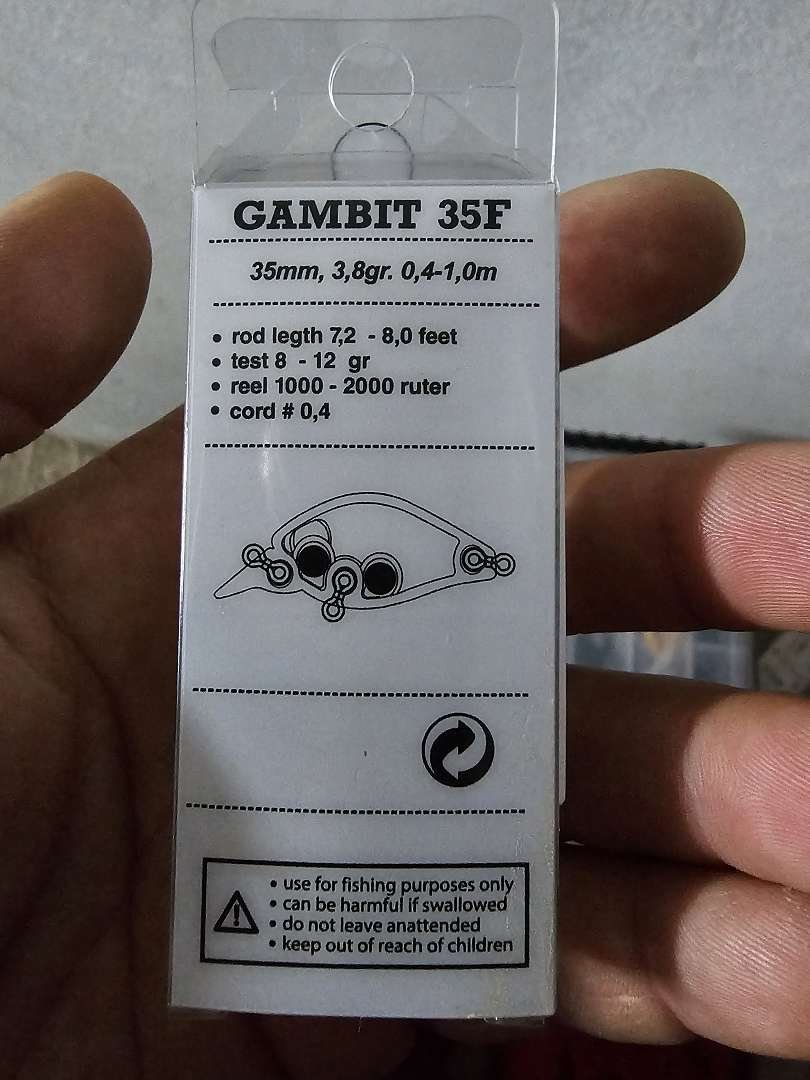 GAMBIT 35F
35mm, 3,8gr. 0,4-1,0m
• rod legth 7,2 - 8,0 feet
• test 8 - 12 gr
• reel 1000 - 2000 ruter
• cord # 0,4
• use for fishing purposes only
• can be harmful if swallowed
• do not leave anattended
• keep out of reach of children